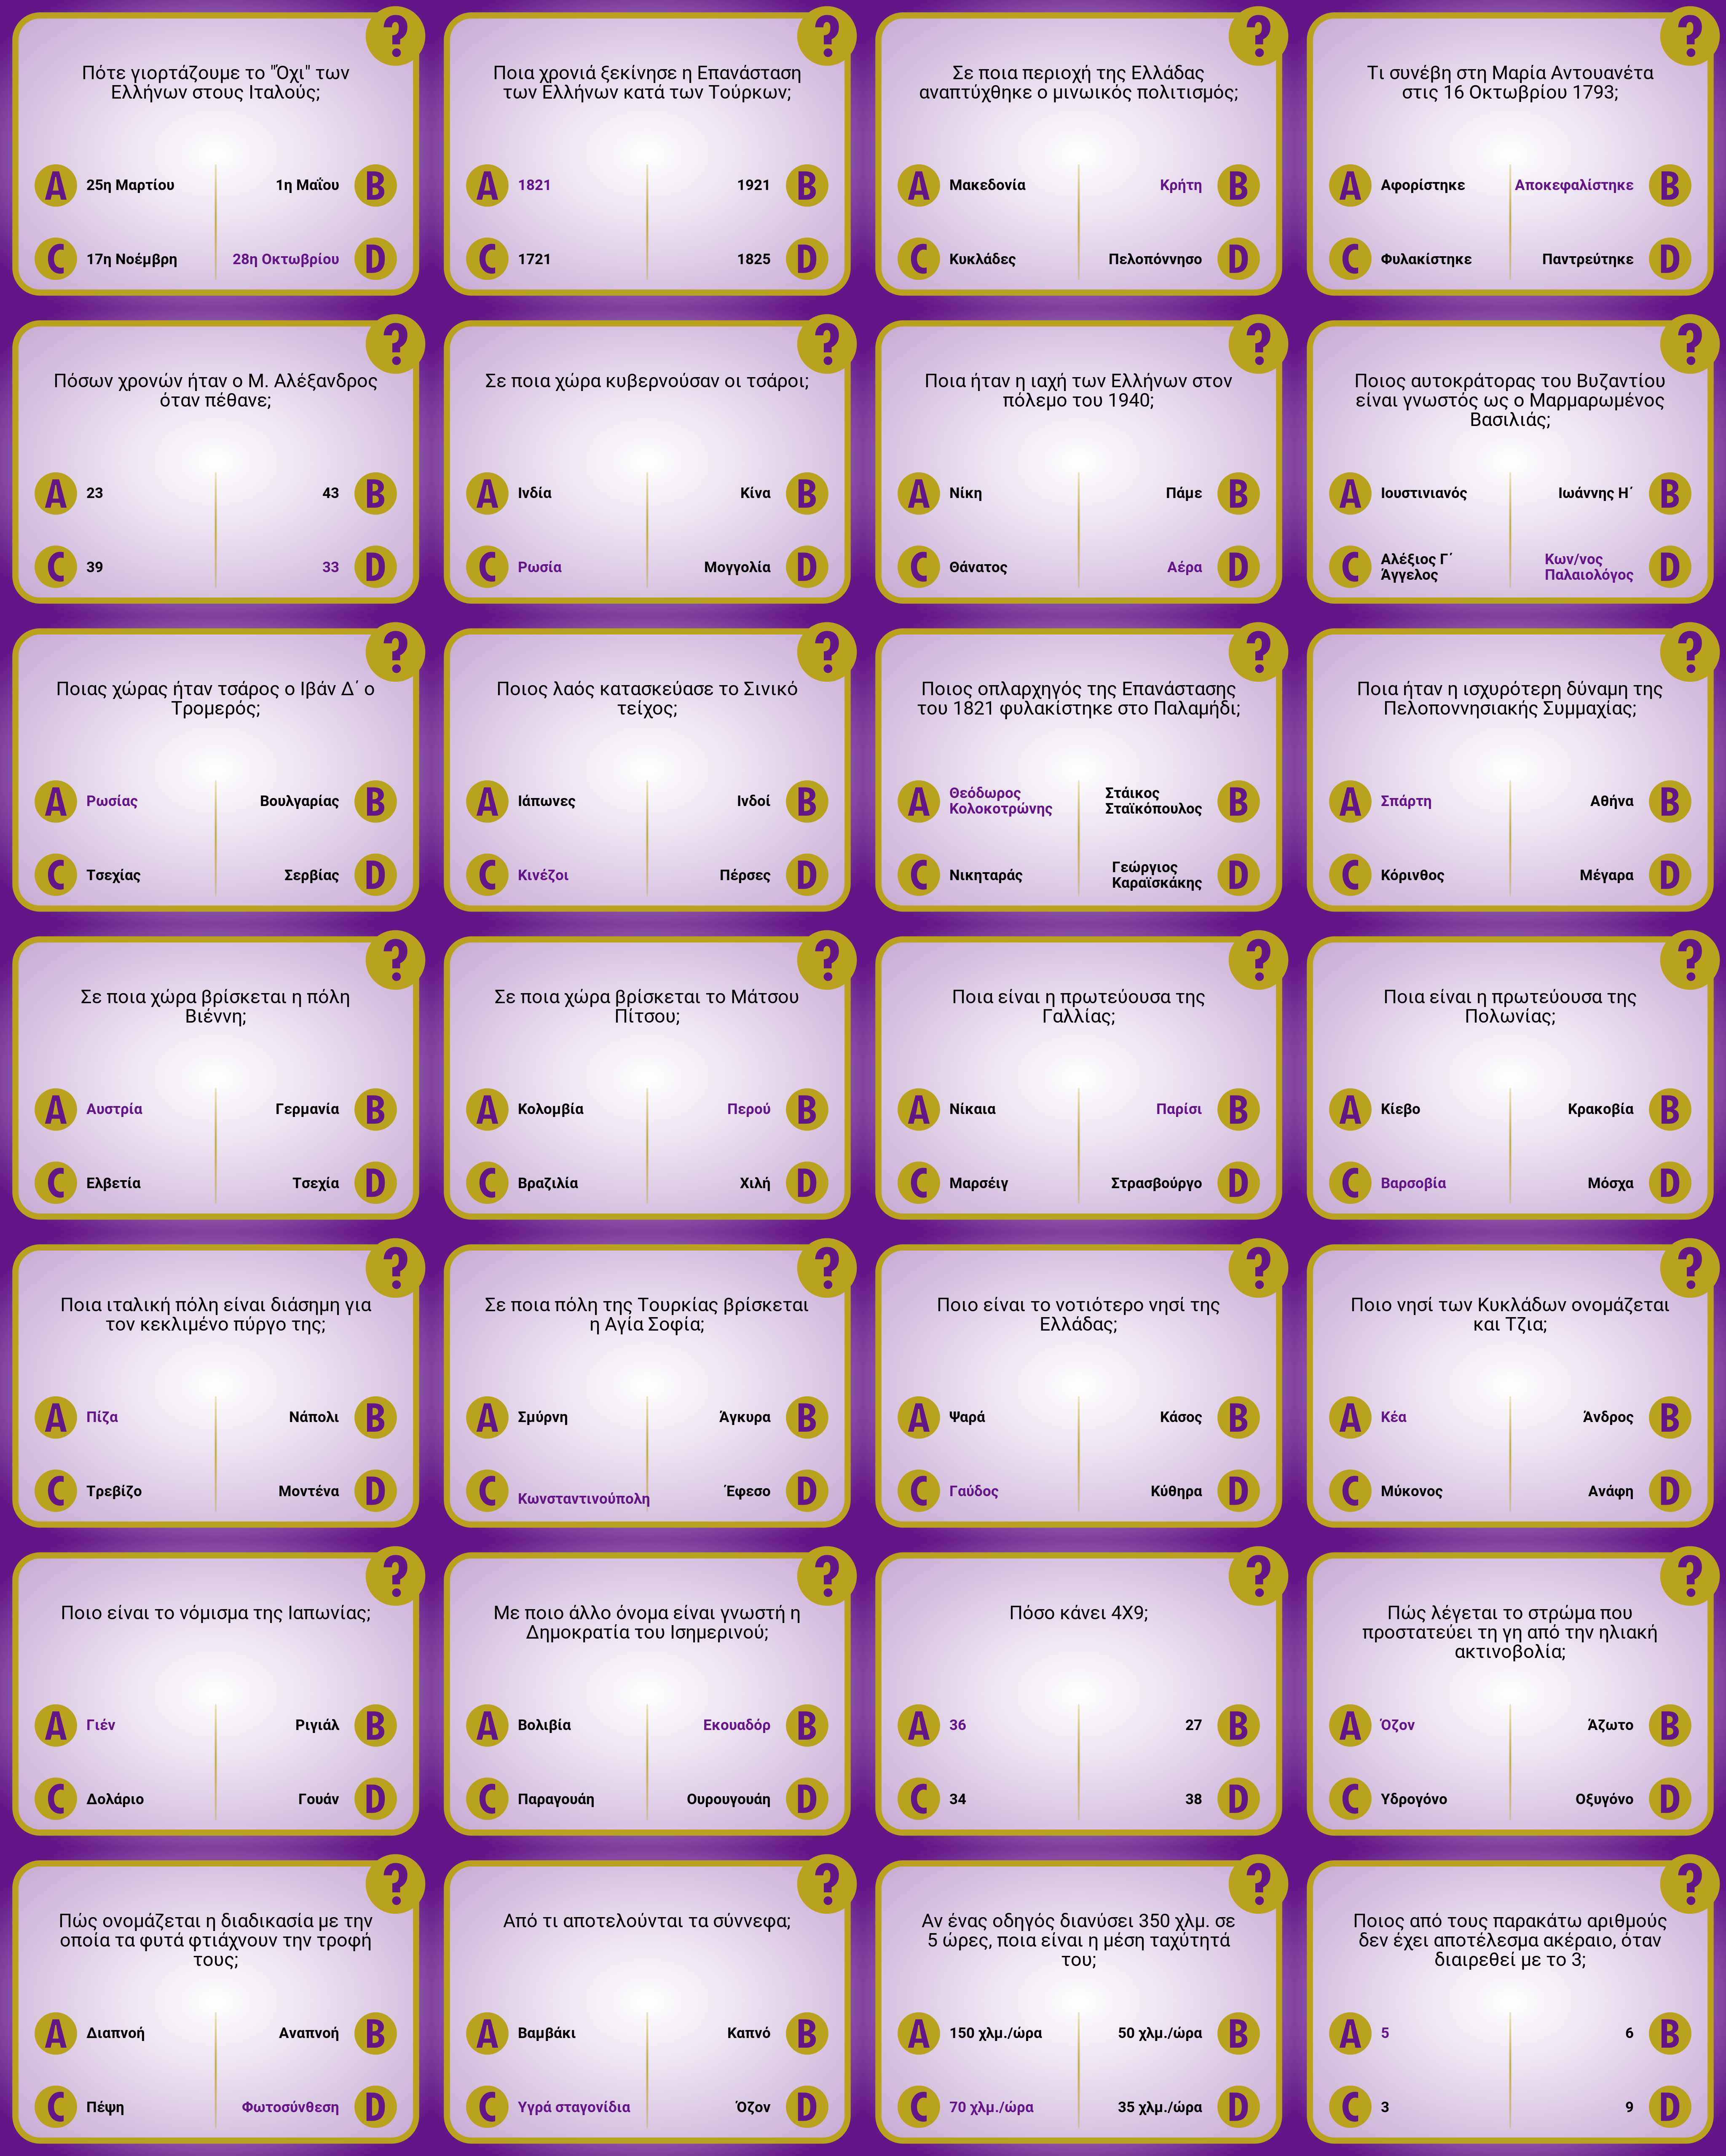 ?
Πότε γιορτάζουμε το "Όχι" των
Ελλήνων στους Ιταλούς;
A 25η Μαρτίου 1η Μαΐου B
C 17η Νοέμβρη 28η Οκτωβρίου D
?
Ποια χρονιά ξεκίνησε η Επανάσταση
των Ελλήνων κατά των Τούρκων;
A 1821 1921 B
C 1721 1825 D
?
Σε ποια περιοχή της Ελλάδας
αναπτύχθηκε ο μινωικός πολιτισμός;
A Μακεδονία Κρήτη B
C Κυκλάδες Πελοπόννησο D
?
Τι συνέβη στη Μαρία Αντουανέτα
στις 16 Οκτωβρίου 1793;
A Αφορίστηκε Αποκεφαλίστηκε B
C Φυλακίστηκε Παντρεύτηκε D
?
Πόσων χρονών ήταν ο Μ. Αλέξανδρος
όταν πέθανε;
A 23 43 B
C 39 33 D
?
Σε ποια χώρα κυβερνούσαν οι τσάροι;
A Ινδία Κίνα B
C Ρωσία Μογγολία D
?
Ποια ήταν η ιαχή των Ελλήνων στον
πόλεμο του 1940;
A Νίκη Πάμε B
C Θάνατος Αέρα D
?
Ποιος αυτοκράτορας του Βυζαντίου
είναι γνωστός ως ο Μαρμαρωμένος
Βασιλιάς;
A Ιουστινιανός Ιωάννης Η΄ B
C Αλέξιος Γ΄
Άγγελος
Κων/νος
Παλαιολόγος D
?
Ποιας χώρας ήταν τσάρος ο Ιβάν Δ΄ ο
Τρομερός;
A Ρωσίας Βουλγαρίας B
C Τσεχίας Σερβίας D
?
Ποιος λαός κατασκεύασε το Σινικό
τείχος;
A Ιάπωνες Ινδοί B
C Κινέζοι Πέρσες D
?
Ποιος οπλαρχηγός της Επανάστασης
του 1821 φυλακίστηκε στο Παλαμήδι;
A Θεόδωρος
Κολοκοτρώνης
Στάικος
Σταϊκόπουλος B
C Νικηταράς
Γεώργιος
Καραϊσκάκης D
?
Ποια ήταν η ισχυρότερη δύναμη της
Πελοποννησιακής Συμμαχίας;
A Σπάρτη Αθήνα B
C Κόρινθος Μέγαρα D
?
Σε ποια χώρα βρίσκεται η πόλη
Βιέννη;
A Αυστρία Γερμανία B
C Ελβετία Τσεχία D
?
Σε ποια χώρα βρίσκεται το Μάτσου
Πίτσου;
A Κολομβία Περού B
C Βραζιλία Χιλή D
?
Ποια είναι η πρωτεύουσα της
Γαλλίας;
A Νίκαια Παρίσι B
C Μαρσέιγ Στρασβούργο D
?
Ποια είναι η πρωτεύουσα της
Πολωνίας;
A Κίεβο Κρακοβία B
C Βαρσοβία Μόσχα D
?
Ποια ιταλική πόλη είναι διάσημη για
τον κεκλιμένο πύργο της;
A Πίζα Νάπολι B
C Τρεβίζο Μοντένα D
?
Σε ποια πόλη της Τουρκίας βρίσκεται
η Αγία Σοφία;
A Σμύρνη Άγκυρα B
C Κωνσταντινούπολη Έφεσο D
?
Ποιο είναι το νοτιότερο νησί της
Ελλάδας;
A Ψαρά Κάσος B
C Γαύδος Κύθηρα D
?
Ποιο νησί των Κυκλάδων ονομάζεται
και Τζια;
A Κέα Άνδρος B
C Μύκονος Ανάφη D
?
Ποιο είναι το νόμισμα της Ιαπωνίας;
A Γιέν Ριγιάλ B
C Δολάριο Γουάν D
?
Με ποιο άλλο όνομα είναι γνωστή η
Δημοκρατία του Ισημερινού;
A Βολιβία Εκουαδόρ B
C Παραγουάη Ουρουγουάη D
?
Πόσο κάνει 4Χ9;
A 36 27 B
C 34 38 D
?
Πώς λέγεται το στρώμα που
προστατεύει τη γη από την ηλιακή
ακτινοβολία;
A Όζον Άζωτο B
C Υδρογόνο Οξυγόνο D
?
Πώς ονομάζεται η διαδικασία με την
οποία τα φυτά φτιάχνουν την τροφή
τους;
A Διαπνοή Αναπνοή B
C Πέψη Φωτοσύνθεση D
?
Από τι αποτελούνται τα σύννεφα;
A Βαμβάκι Καπνό B
C Υγρά σταγονίδια Όζον D
?
Αν ένας οδηγός διανύσει 350 χλμ. σε
5 ώρες, ποια είναι η μέση ταχύτητά
του;
A 150 χλμ./ώρα 50 χλμ./ώρα B
C 70 χλμ./ώρα 35 χλμ./ώρα D
?
Ποιος από τους παρακάτω αριθμούς
δεν έχει αποτέλεσμα ακέραιο, όταν
διαιρεθεί με το 3;
A 5 6 B
C 3 9 D